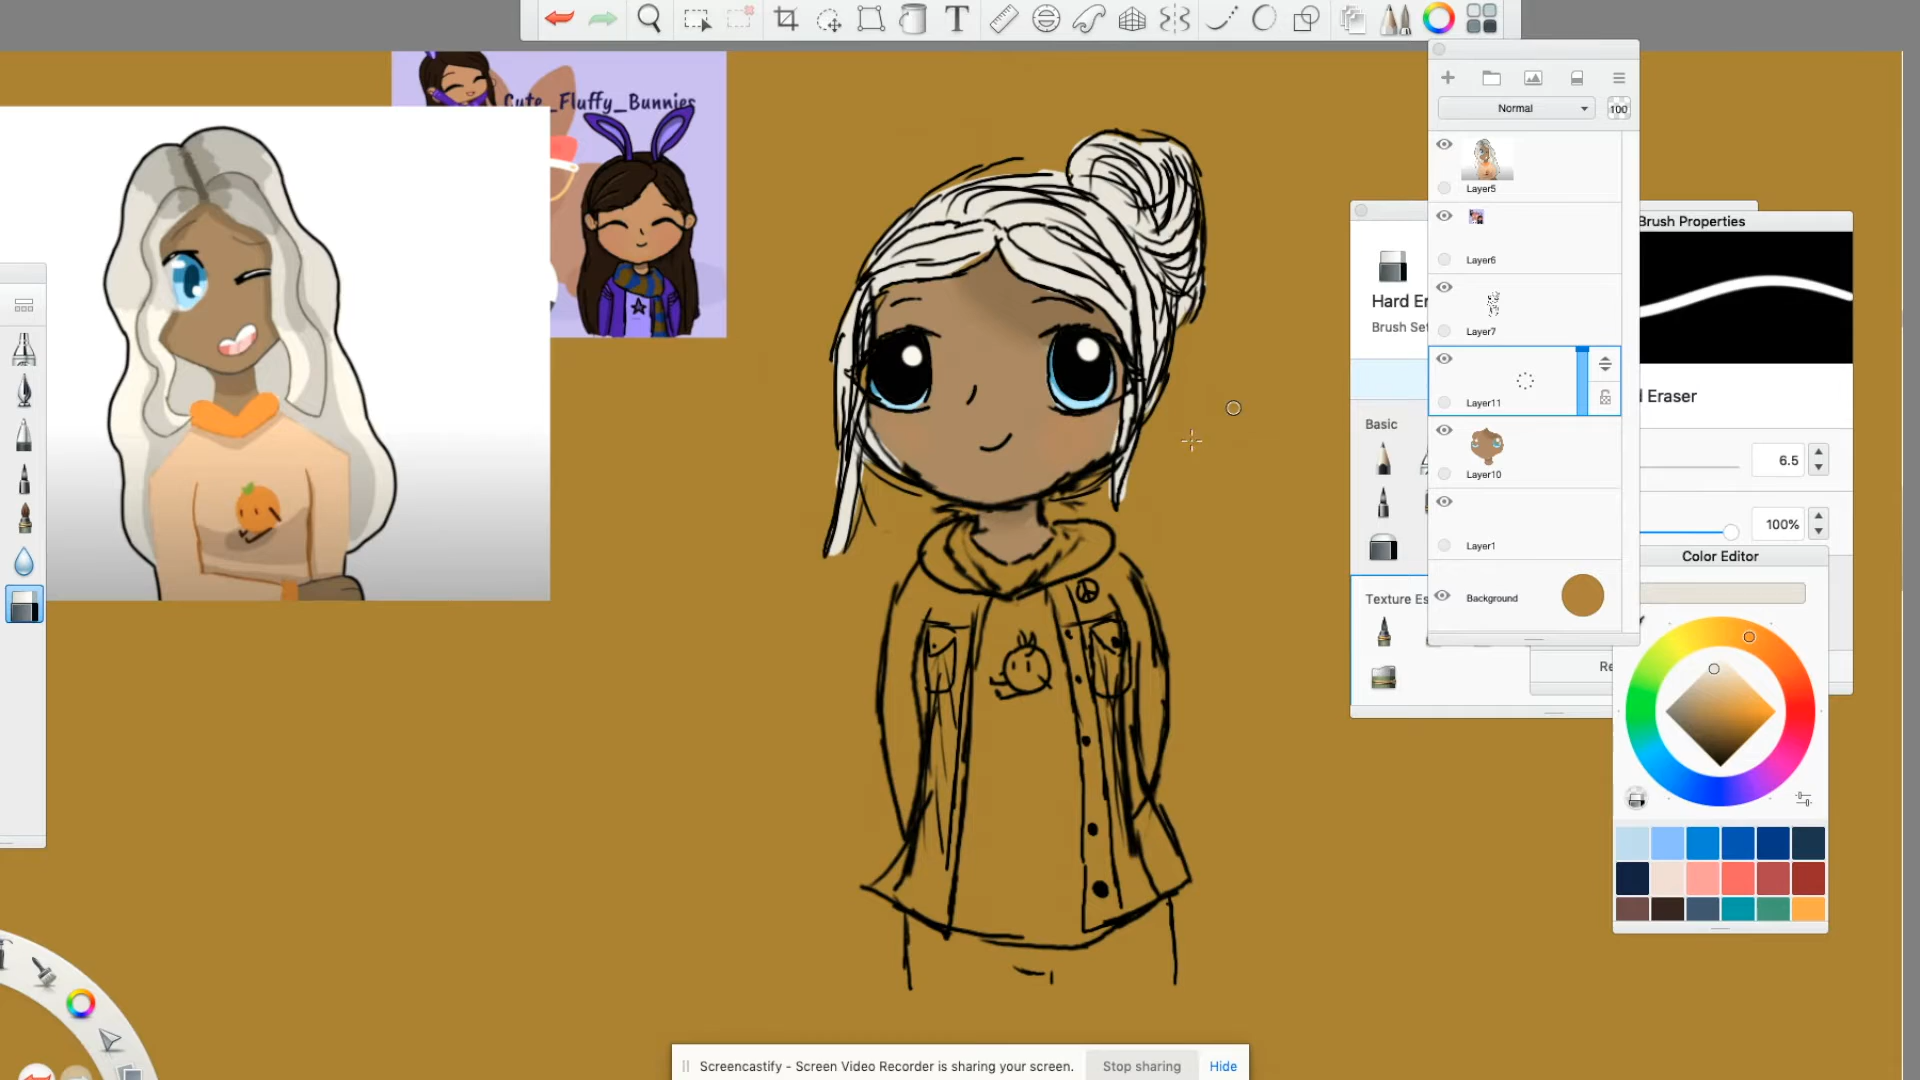 T
Cute_Fluffy_Bunnies
Normal
100
Layer5
Layer6
Layer7
Layer11
Layer10
Layer1
Background
Hard Er
Brush Set
Basic
Texture Es
Re
Brush Properties
Eraser
6.5
100%
Color Editor
Screencastify - Screen Video Recorder is sharing your screen.
Stop sharing
Hide